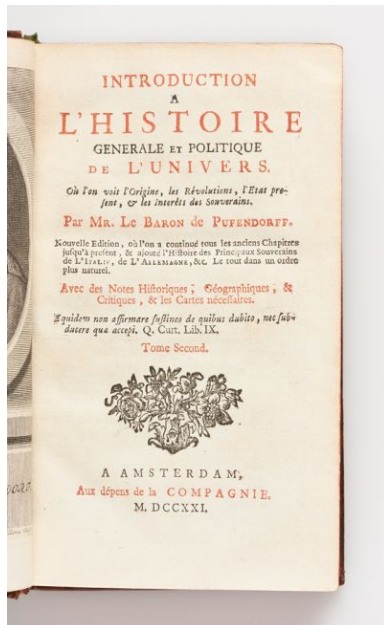 INTRODUCTION
A
L'HISTOIRE
GENERALE ET POLITIQUE
DE L'UNIVERS.
Où l'on voit l'Origine, les Révolutions, l'Etat pre-
sent, & les interêts des Souverains.
Par Mr. Le Baron de Pufendorff.
Nouvelle Edition, où l'on a continué tous les anciens Chapitres
jusqu'à present, & ajouté l'Histoire des Principaux Souverains
de L'Italie, de L'Allemagne, &c. Le tout dans un ordre
plus naturel.
Avec des Notes Historiques, Géographiques, &
Critiques, & les Cartes nécessaires.
Equidem non affirmare sustineo de quibus dubito, nec sub-
ducere quæ accepi. Q. Curt. Lib. IX.
Tome Second.
A AMSTERDAM,
Aux dépens de la COMPAGNIE.
M. DCCXXI.